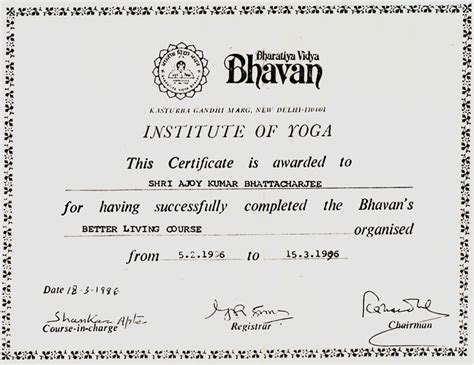 Bharatiya Vidya
Bhavan
KASTURBA GANDHI MARG, NEW DELHI-110001
INSTITUTE OF YOGA
This Certificate is awarded to
SHRI AJOY KUMAR BHATTACHARJEE
for having successfully completed the Bhavan's
BETTER LIVING COURSE organised
from 5.2.1996 to 15.3.1996
Date 18-3-1996
Shankar Apte
Course-in-charge Registrar Chairman